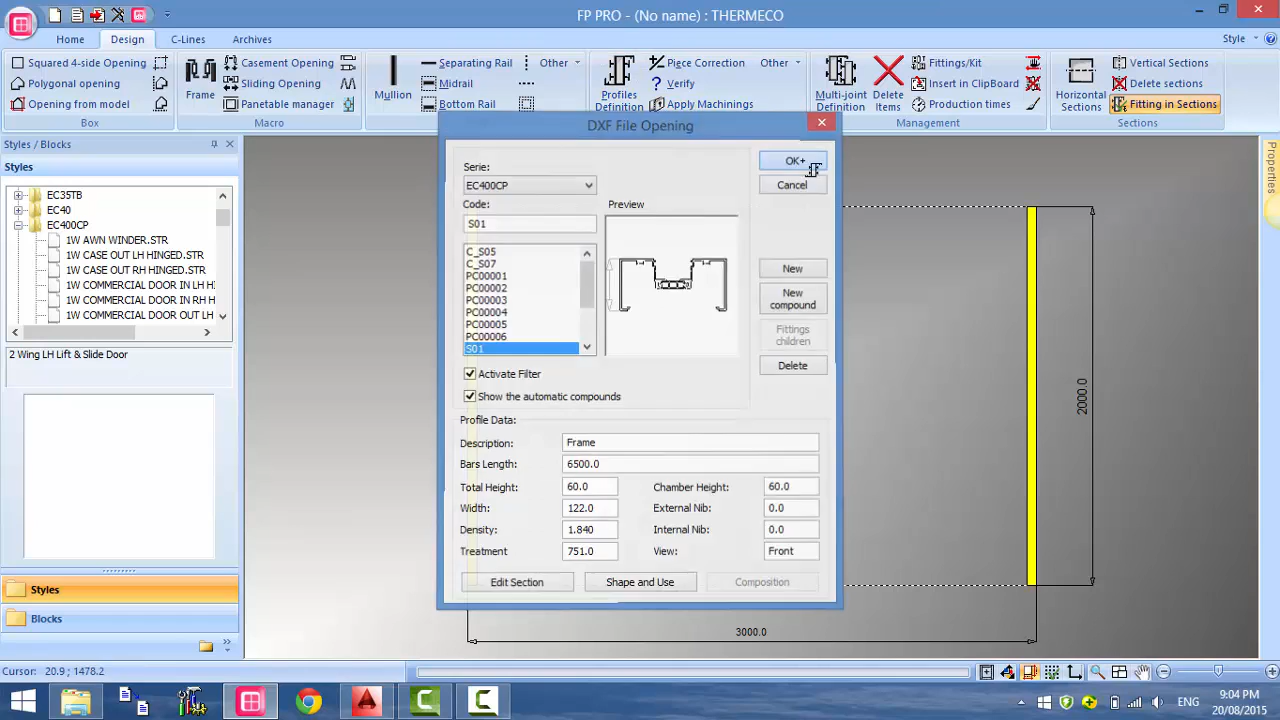 FP PRO - (No name) : THERMECO
Home
Design
C-Lines
Archives
Style
Squared 4-side Opening
Polygonal opening
Opening from model
Box
Frame
Casement Opening
Sliding Opening
Panetable manager
Macro
Mullion
Separating Rail
Midrail
Bottom Rail
Other
Profiles
Definition
Piece Correction
Verify
Apply Machinings
Other
Multi-joint
Definition
Delete
Items
Fittings/Kit
Insert in ClipBoard
Production times
Management
Horizontal
Sections
Vertical Sections
Delete sections
Fitting in Sections
Sections
Styles / Blocks
Styles
EC35TB
EC40
EC400CP
1W AWN WINDER.STR
1W CASE OUT LH HINGED.STR
1W CASE OUT RH HINGED.STR
1W COMMERCIAL DOOR IN LH H
1W COMMERCIAL DOOR IN RH H
1W COMMERCIAL DOOR OUT LH
2 Wing LH Lift & Slide Door
Styles
Blocks
DXF File Opening
Serie:
EC400CP
Code:
S01
Preview
C_S05
C_S07
PC00001
PC00002
PC00003
PC00004
PC00005
PC00006
S01
OK
Cancel
New
New
compound
Fittings
children
Delete
Activate Filter
Show the automatic compounds
Profile Data:
Description:
Frame
Bars Length:
6500.0
Total Height:
60.0
Chamber Height:
60.0
Width:
122.0
External Nib:
0.0
Density:
1.840
Internal Nib:
0.0
Treatment
751.0
View:
Front
Edit Section
Shape and Use
Composition
2000.0
3000.0
Properties
Cursor: 20.9 ; 1478.2
ENG
9:04 PM
20/08/2015